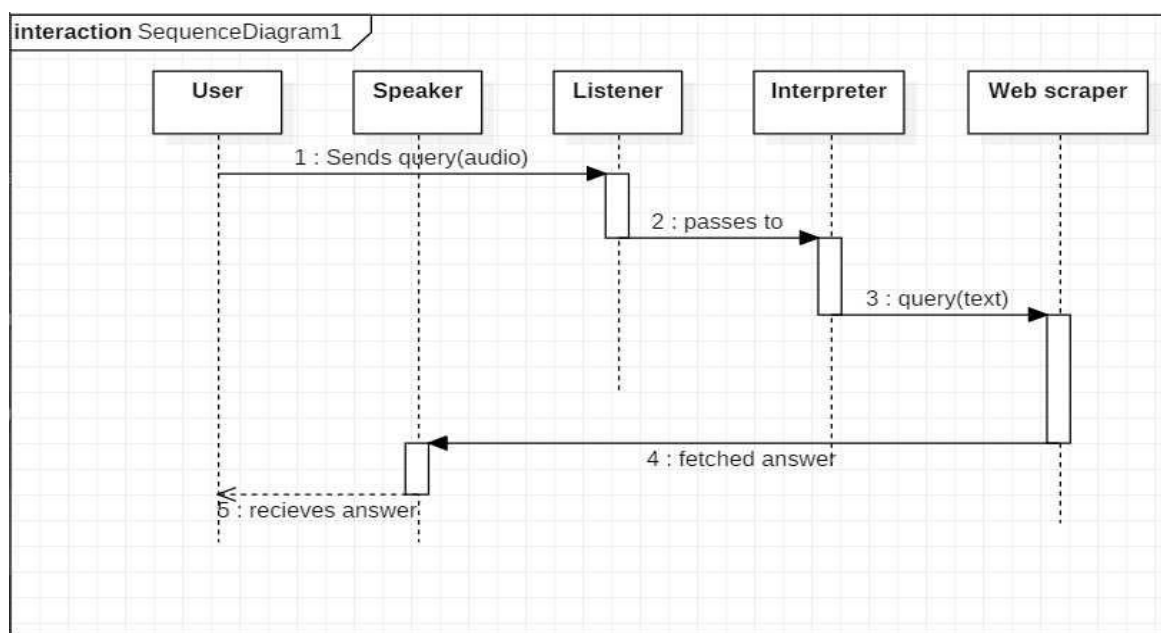 interaction SequenceDiagram1
User
Speaker
Listener
Interpreter
Web scraper
1 : Sends query(audio)
2 : passes to
3 : query(text)
4 : fetched answer
5 : recieves answer